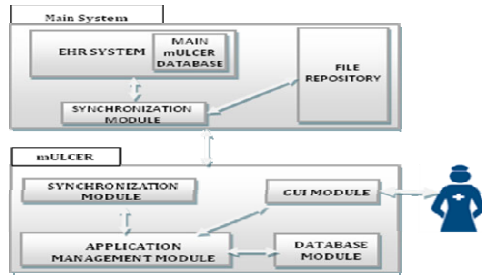 Main System
EHR SYSTEM
MAIN
mULCER
DATABASE
FILE
REPOSITORY
SYNCHRONIZATION
MODULE
mULCER
SYNCHRONIZATION
MODULE
GUI MODULE
APPLICATION
MANAGEMENT MODULE
DATABASE
MODULE